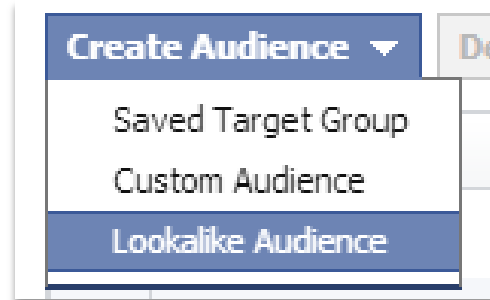 Create Audience
Saved Target Group
Custom Audience
Lookalike Audience